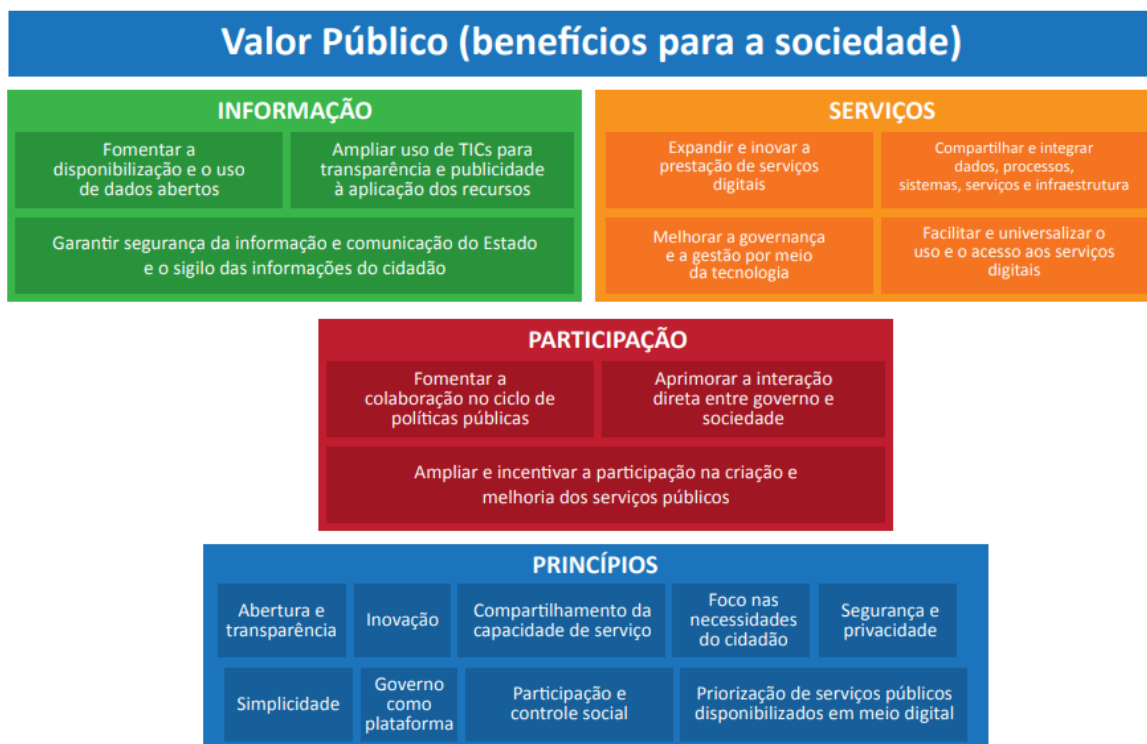 Valor Público (benefícios para a sociedade)
INFORMAÇÃO
Fomentar a
disponibilização e o uso
de dados abertos
Ampliar uso de TICs para
transparência e publicidade
à aplicação dos recursos
Garantir segurança da informação e comunicação do Estado
e o sigilo das informações do cidadão
SERVIÇOS
Expandir e inovar a
prestação de serviços
digitais
Compartilhar e integrar
dados, processos,
sistemas, serviços e infraestrutura
Melhorar a governança
e a gestão por meio
da tecnologia
Facilitar e universalizar o
uso e o acesso aos serviços
digitais
PARTICIPAÇÃO
Fomentar a
colaboração no ciclo de
políticas públicas
Aprimorar a interação
direta entre governo e
sociedade
Ampliar e incentivar a participação na criação e
melhoria dos serviços públicos
PRINCÍPIOS
Abertura e
transparência
Inovação
Compartilhamento da
capacidade de serviço
Foco nas
necessidades
do cidadão
Segurança e
privacidade
Simplicidade
Governo
como
plataforma
Participação e
controle social
Priorização de serviços públicos
disponibilizados em meio digital